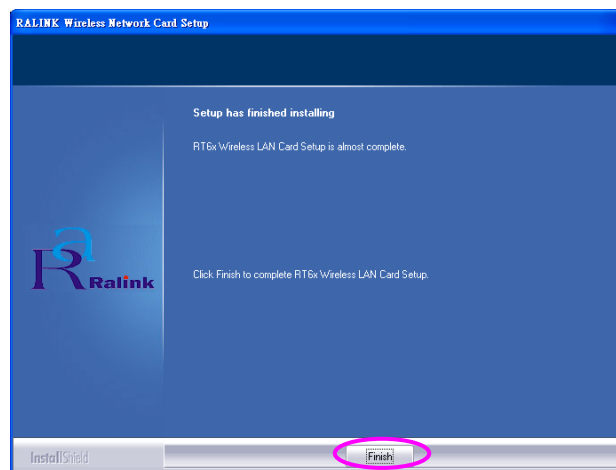 RALINK Wireless Network Card Setup
Setup has finished installing
RT6x Wireless LAN Card Setup is almost complete.
Ralink
Click Finish to complete RT6x Wireless LAN Card Setup.
InstallShield
Finish